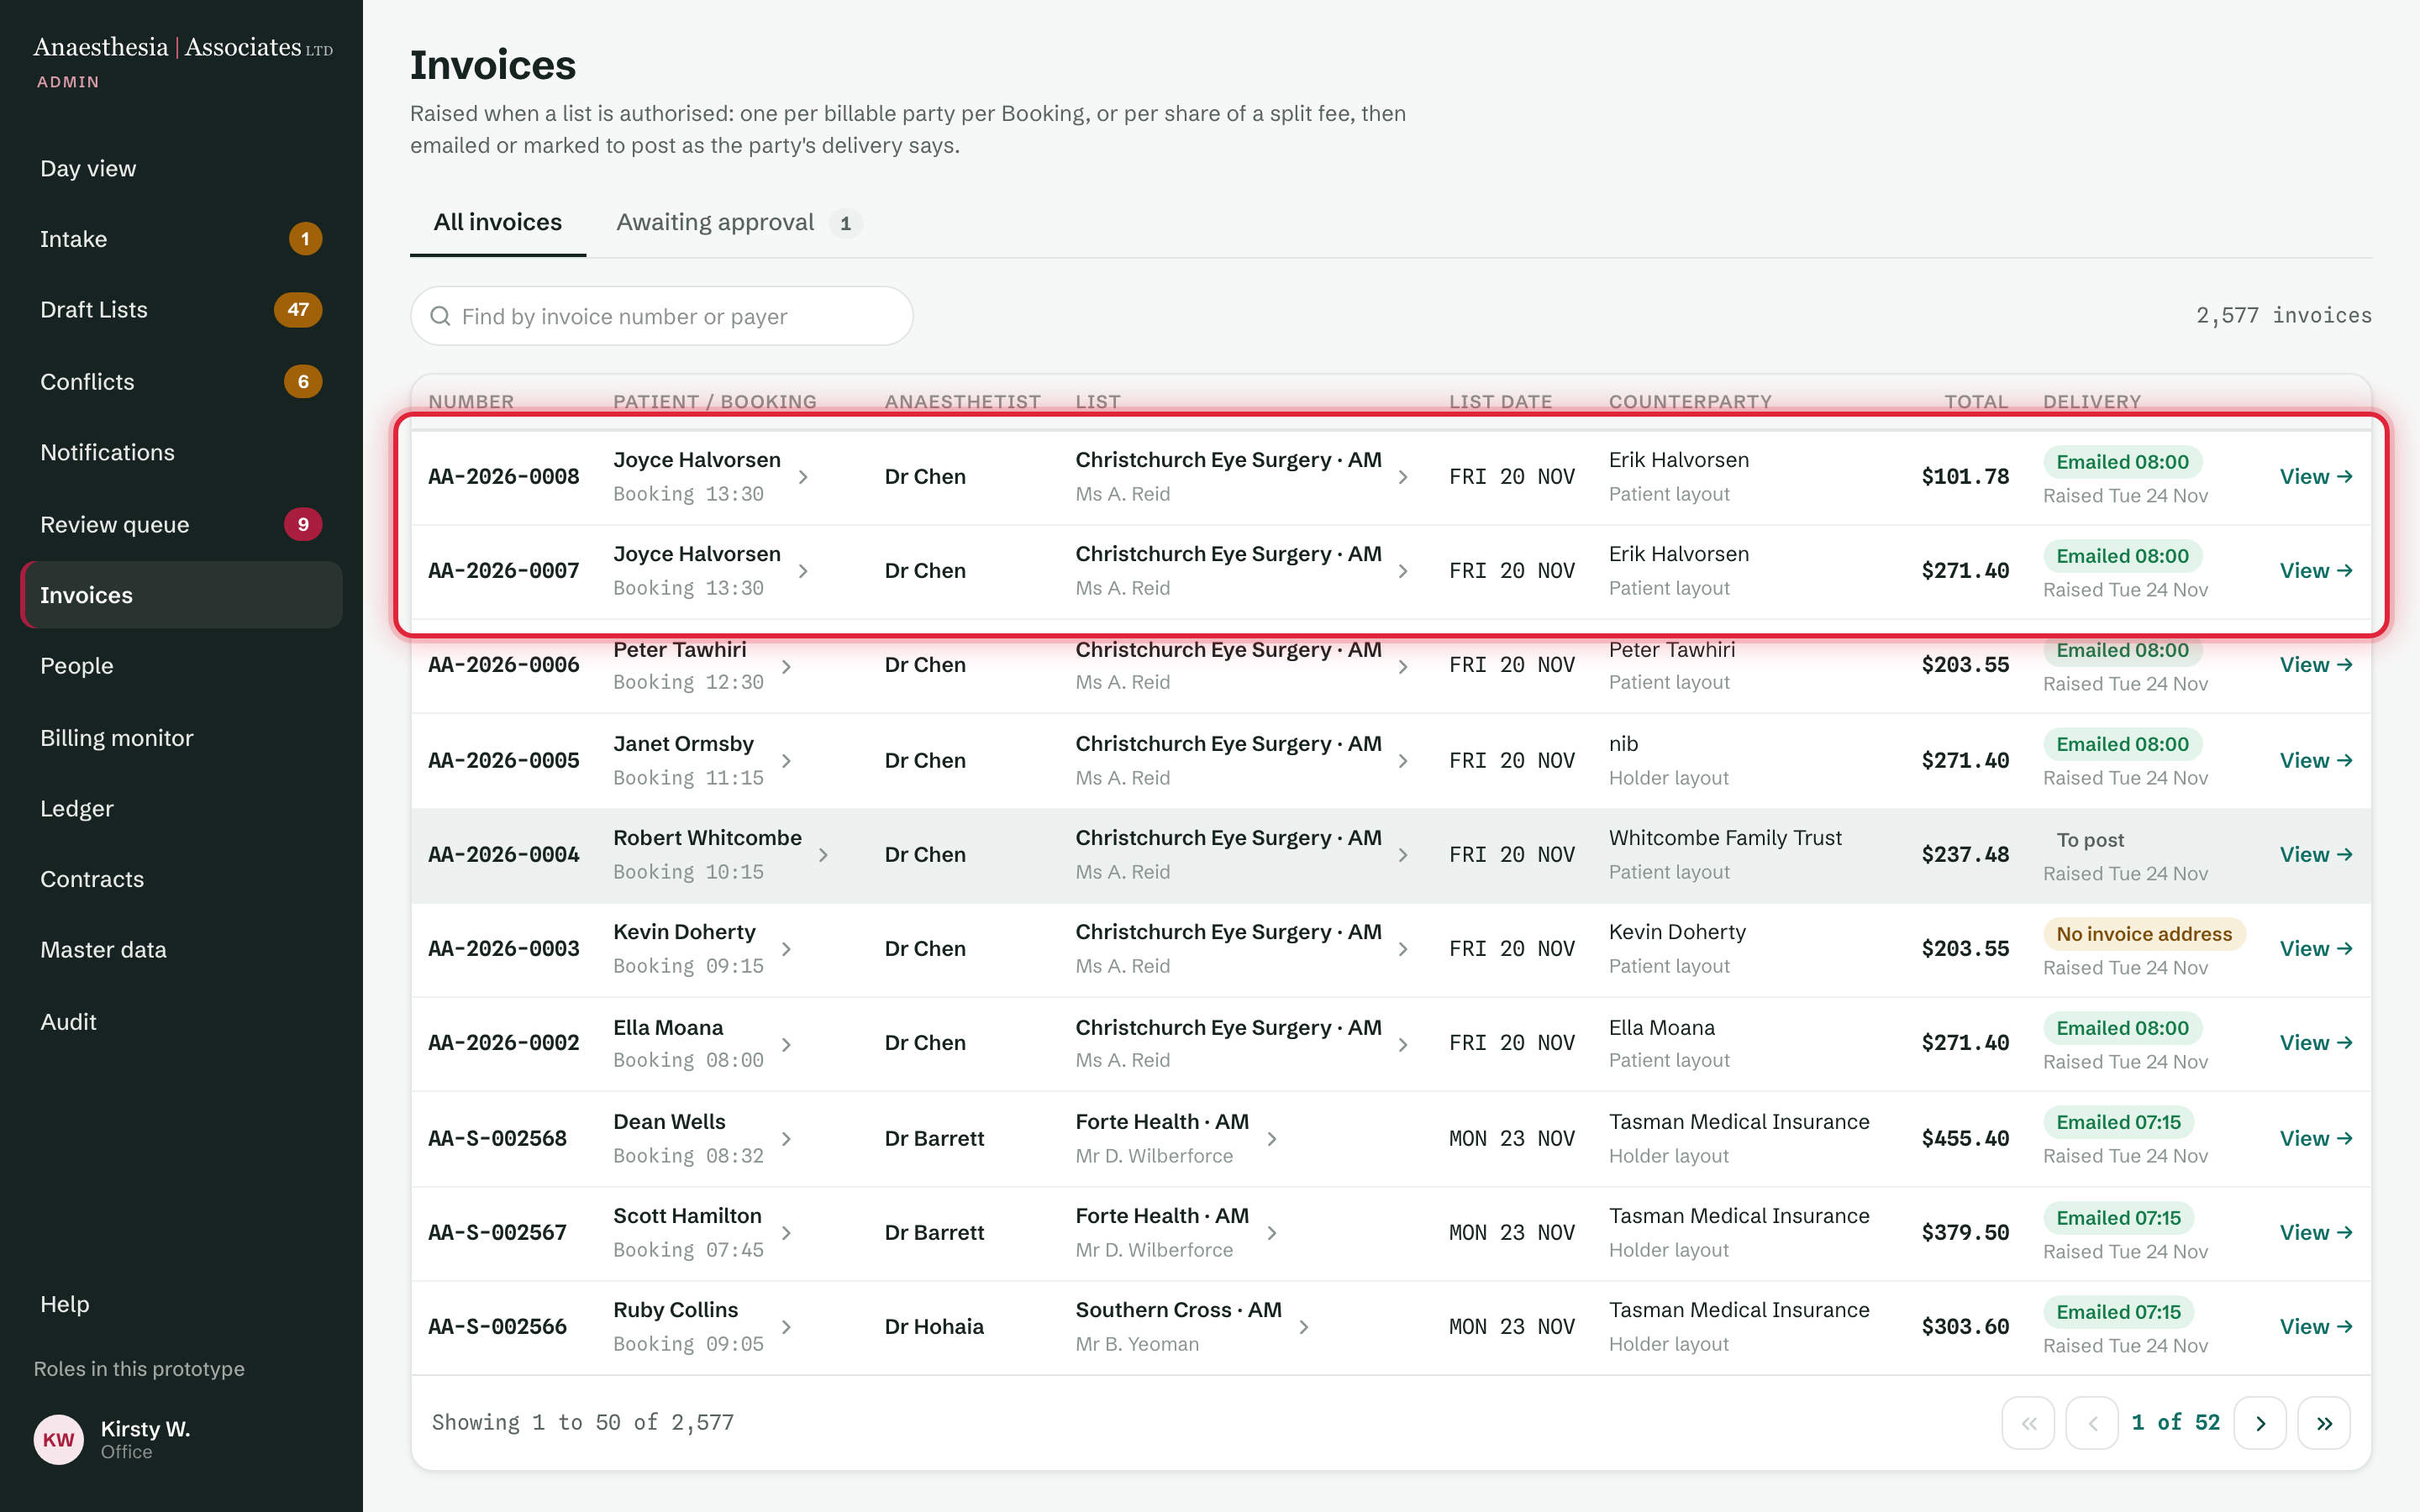 Anaesthesia | Associates LTD
ADMIN
Day view
Intake 1
Draft Lists 47
Conflicts 6
Notifications
Review queue 9
Invoices
People
Billing monitor
Ledger
Contracts
Master data
Audit
Help
Roles in this prototype
KW Kirsty W.
Office
Invoices
Raised when a list is authorised: one per billable party per Booking, or per share of a split fee, then
emailed or marked to post as the party's delivery says.
All invoices Awaiting approval 1
Find by invoice number or payer 2,577 invoices
NUMBER PATIENT / BOOKING ANAESTHETIST LIST LIST DATE COUNTERPARTY TOTAL DELIVERY
AA-2026-0008 Joyce Halvorsen Dr Chen Christchurch Eye Surgery · AM FRI 20 NOV Erik Halvorsen $101.78 Emailed 08:00 View →
Booking 13:30 Ms A. Reid Patient layout Raised Tue 24 Nov
AA-2026-0007 Joyce Halvorsen Dr Chen Christchurch Eye Surgery · AM FRI 20 NOV Erik Halvorsen $271.40 Emailed 08:00 View →
Booking 13:30 Ms A. Reid Patient layout Raised Tue 24 Nov
AA-2026-0006 Peter Tawhiri Dr Chen Christchurch Eye Surgery · AM FRI 20 NOV Peter Tawhiri $203.55 Emailed 08:00 View →
Booking 12:30 Ms A. Reid Patient layout Raised Tue 24 Nov
AA-2026-0005 Janet Ormsby Dr Chen Christchurch Eye Surgery · AM FRI 20 NOV nib $271.40 Emailed 08:00 View →
Booking 11:15 Ms A. Reid Holder layout Raised Tue 24 Nov
AA-2026-0004 Robert Whitcombe Dr Chen Christchurch Eye Surgery · AM FRI 20 NOV Whitcombe Family Trust $237.48 To post View →
Booking 10:15 Ms A. Reid Patient layout Raised Tue 24 Nov
AA-2026-0003 Kevin Doherty Dr Chen Christchurch Eye Surgery · AM FRI 20 NOV Kevin Doherty $203.55 No invoice address View →
Booking 09:15 Ms A. Reid Patient layout Raised Tue 24 Nov
AA-2026-0002 Ella Moana Dr Chen Christchurch Eye Surgery · AM FRI 20 NOV Ella Moana $271.40 Emailed 08:00 View →
Booking 08:00 Ms A. Reid Patient layout Raised Tue 24 Nov
AA-S-002568 Dean Wells Dr Barrett Forte Health · AM MON 23 NOV Tasman Medical Insurance $455.40 Emailed 07:15 View →
Booking 08:32 Mr D. Wilberforce Holder layout Raised Tue 24 Nov
AA-S-002567 Scott Hamilton Dr Barrett Forte Health · AM MON 23 NOV Tasman Medical Insurance $379.50 Emailed 07:15 View →
Booking 07:45 Mr D. Wilberforce Holder layout Raised Tue 24 Nov
AA-S-002566 Ruby Collins Dr Hohaia Southern Cross · AM MON 23 NOV Tasman Medical Insurance $303.60 Emailed 07:15 View →
Booking 09:05 Mr B. Yeoman Holder layout Raised Tue 24 Nov
Showing 1 to 50 of 2,577 « ‹ 1 of 52 › »